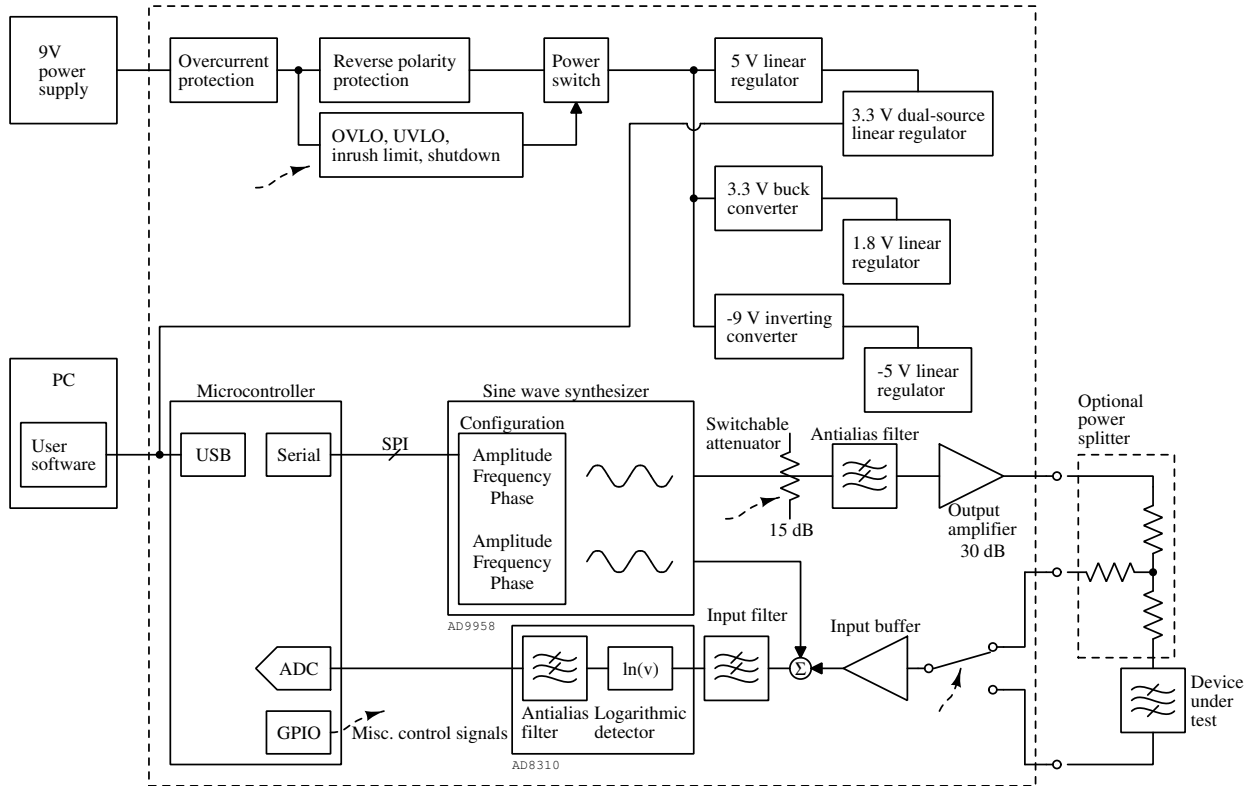 9V
power
supply
Overcurrent
protection
Reverse polarity
protection
Power
switch
5 V linear
regulator
3.3 V dual-source
linear regulator
OVLO, UVLO,
inrush limit, shutdown
3.3 V buck
converter
1.8 V linear
regulator
-9 V inverting
converter
-5 V linear
regulator
PC
User
software
Microcontroller
USB
Serial
SPI
Sine wave synthesizer
Configuration
Amplitude
Frequency
Phase
Amplitude
Frequency
Phase
AD9958
Switchable
attenuator
15 dB
Antialias filter
Output
amplifier
30 dB
Optional
power
splitter
Input filter
Σ
Input buffer
ADC
GPIO
Misc. control signals
ln(v)
Antialias
filter
Logarithmic
detector
AD8310
Device
under
test